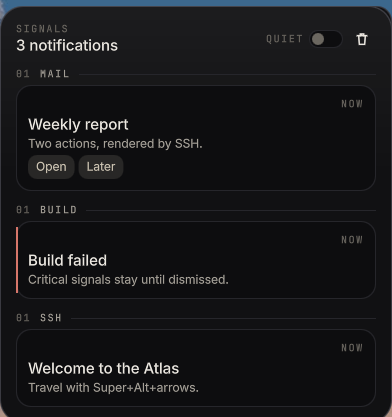 SIGNALS
3 notifications
QUIET
01 MAIL
NOW
Weekly report
Two actions, rendered by SSH.
Open Later
01 BUILD
NOW
Build failed
Critical signals stay until dismissed.
01 SSH
NOW
Welcome to the Atlas
Travel with Super+Alt+arrows.